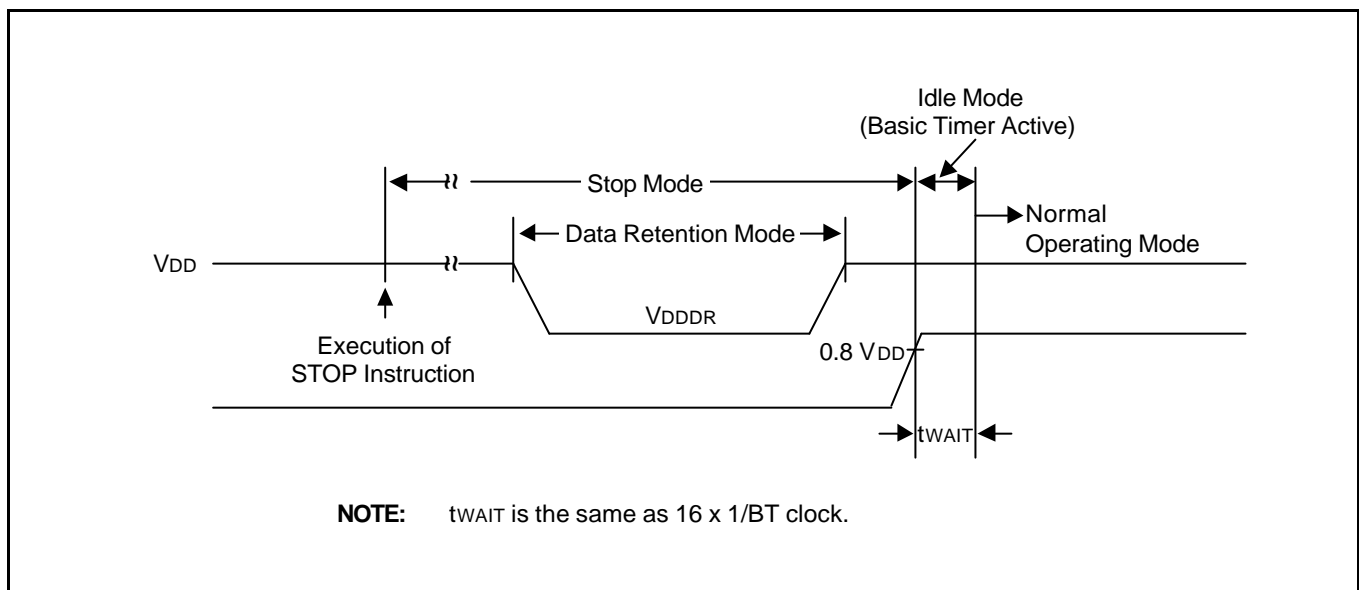 Idle Mode
(Basic Timer Active)
Stop Mode
Normal
Operating Mode
Data Retention Mode
VDD
VDDDR
Execution of
STOP Instruction
0.8 VDD
tWAIT
NOTE: tWAIT is the same as 16 x 1/BT clock.